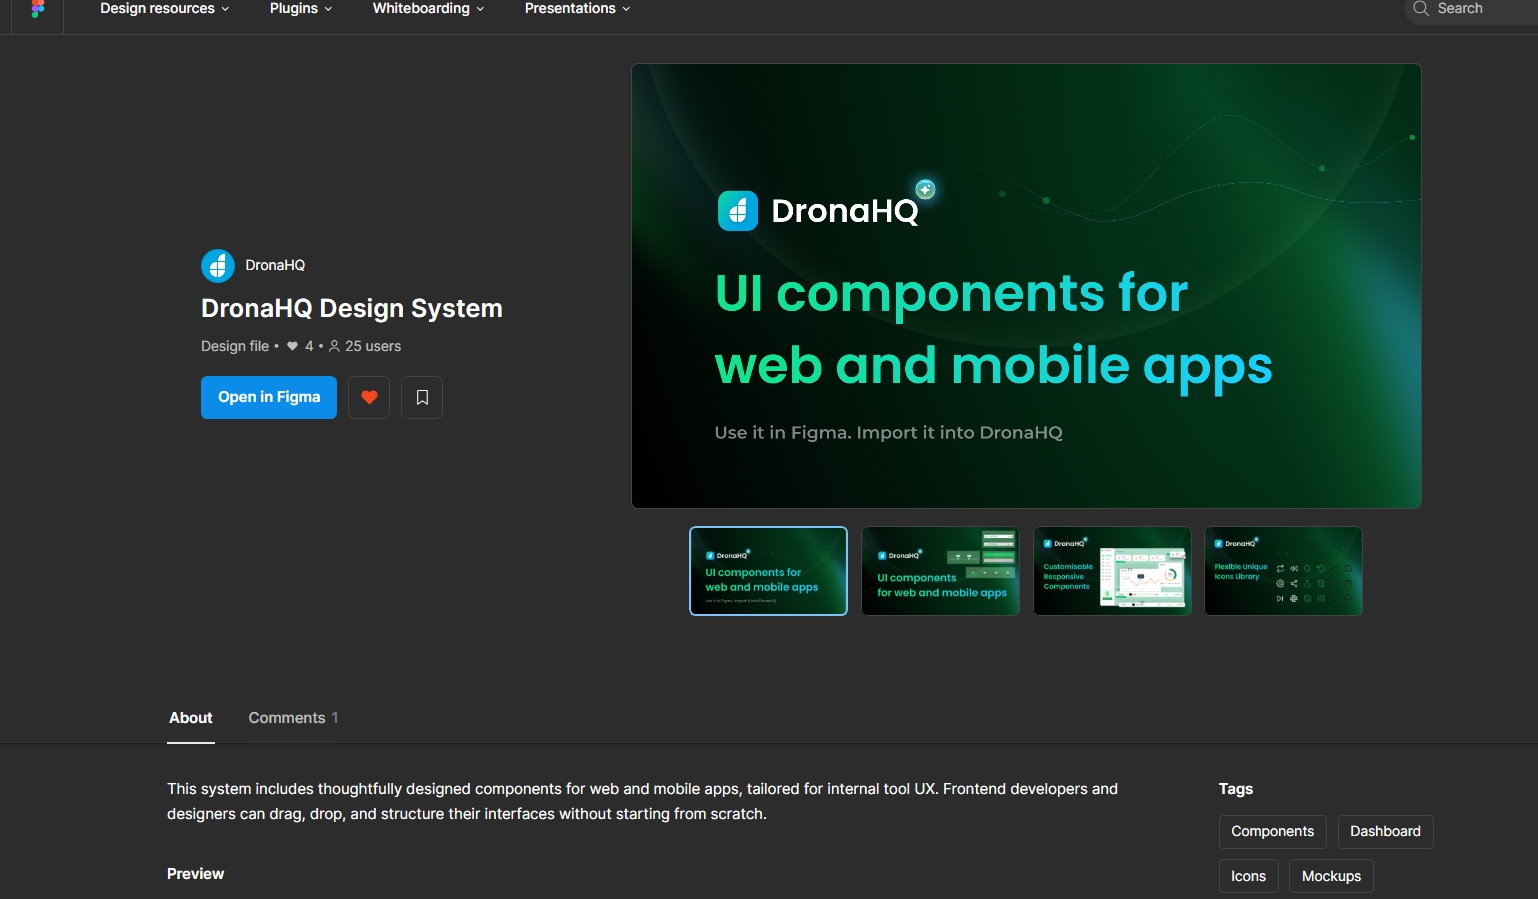 Design resources
Plugins
Whiteboarding
Presentations
Search
DronaHQ
DronaHQ Design System
Design file • 4 • 25 users
Open in Figma
DronaHQ
UI components for
web and mobile apps
Use it in Figma. Import it into DronaHQ
DronaHQ
UI components for
web and mobile apps
Use it in Figma. Import it into DronaHQ
DronaHQ
UI components
for web and mobile apps
DronaHQ
Customisable
Responsive
Components
DronaHQ
Flexible Unique
Icons Library
About
Comments 1
This system includes thoughtfully designed components for web and mobile apps, tailored for internal tool UX. Frontend developers and
designers can drag, drop, and structure their interfaces without starting from scratch.
Preview
Tags
Components
Dashboard
Icons
Mockups